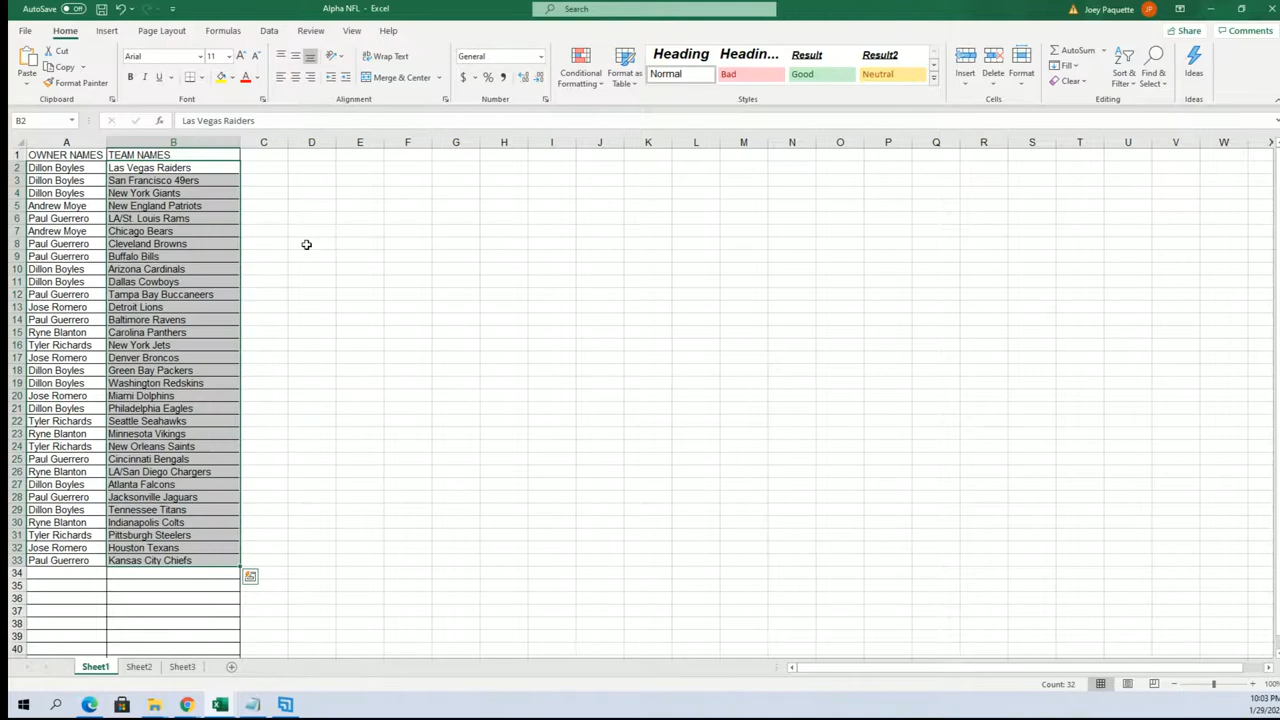 AutoSave Off Alpha NFL - Excel Search Joey Paquette JP
File Home Insert Page Layout Formulas Data Review View Help Share Comments
Paste Cut Copy Format Painter Clipboard
Arial 11 A A B I U A Font
ab Wrap Text Merge & Center Alignment
General $ % Number
Conditional Formatting Format as Table
Heading Headin... Result Result2
Normal Bad Good Neutral
Styles
Insert Delete Format Cells
AutoSum Fill Clear Sort & Filter Find & Select Editing
Ideas Ideas
B2 fx Las Vegas Raiders
A B C D E F G H I J K L M N O P Q R S T U V W X
1 OWNER NAMES TEAM NAMES
2 Dillon Boyles Las Vegas Raiders
3 Dillon Boyles San Francisco 49ers
4 Dillon Boyles New York Giants
5 Andrew Moye New England Patriots
6 Paul Guerrero LA/St. Louis Rams
7 Andrew Moye Chicago Bears
8 Paul Guerrero Cleveland Browns
9 Paul Guerrero Buffalo Bills
10 Dillon Boyles Arizona Cardinals
11 Dillon Boyles Dallas Cowboys
12 Paul Guerrero Tampa Bay Buccaneers
13 Jose Romero Detroit Lions
14 Paul Guerrero Baltimore Ravens
15 Ryne Blanton Carolina Panthers
16 Tyler Richards New York Jets
17 Jose Romero Denver Broncos
18 Dillon Boyles Green Bay Packers
19 Dillon Boyles Washington Redskins
20 Jose Romero Miami Dolphins
21 Dillon Boyles Philadelphia Eagles
22 Tyler Richards Seattle Seahawks
23 Ryne Blanton Minnesota Vikings
24 Tyler Richards New Orleans Saints
25 Paul Guerrero Cincinnati Bengals
26 Ryne Blanton LA/San Diego Chargers
27 Dillon Boyles Atlanta Falcons
28 Paul Guerrero Jacksonville Jaguars
29 Dillon Boyles Tennessee Titans
30 Ryne Blanton Indianapolis Colts
31 Tyler Richards Pittsburgh Steelers
32 Jose Romero Houston Texans
33 Paul Guerrero Kansas City Chiefs
34
35
36
37
38
39
40
Sheet1 Sheet2 Sheet3
Count: 32 100%
10:03 PM
1/29/202